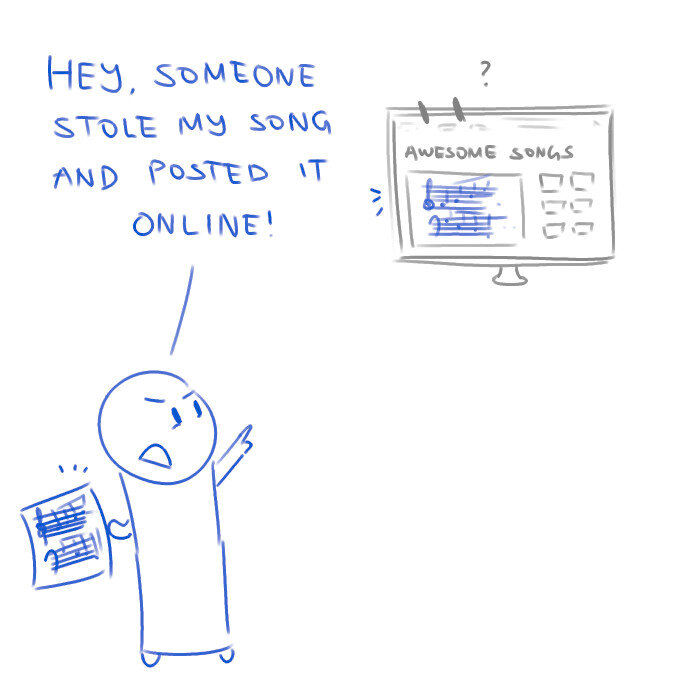 HEY, SOMEONE
STOLE MY SONG
AND POSTED IT
ONLINE!
?
AWESOME SONGS